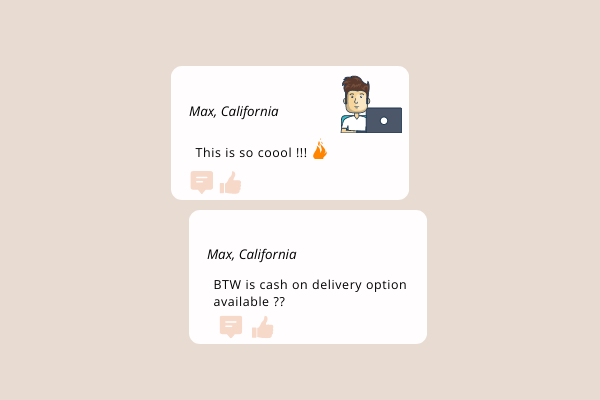 Max, California
This is so coool !!! 🔥
Max, California
BTW is cash on delivery option
available ??